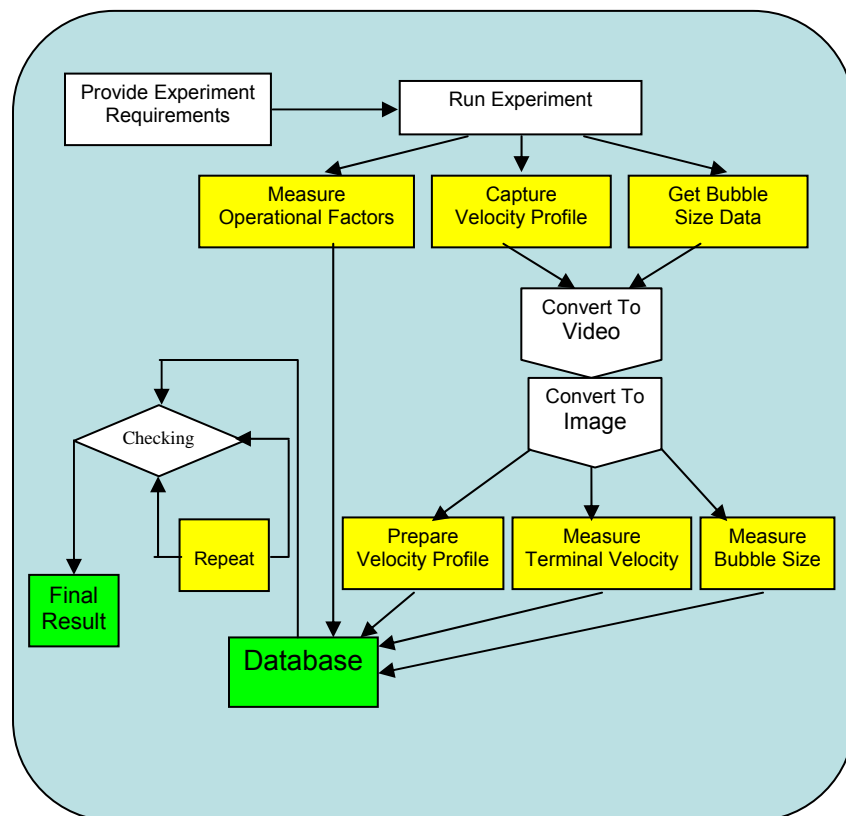 Provide Experiment
Requirements
Run Experiment
Measure
Operational Factors
Capture
Velocity Profile
Get Bubble
Size Data
Convert To
Video
Convert To
Image
Checking
Repeat
Prepare
Velocity Profile
Measure
Terminal Velocity
Measure
Bubble Size
Final
Result
Database